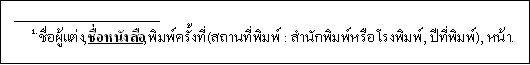 1. ชื่อผู้แต่ง,ชื่อหนังสือ,พิมพ์ครั้งที่(สถานที่พิมพ์ : สำนักพิมพ์หรือโรงพิมพ์, ปีที่พิมพ์), หน้า.